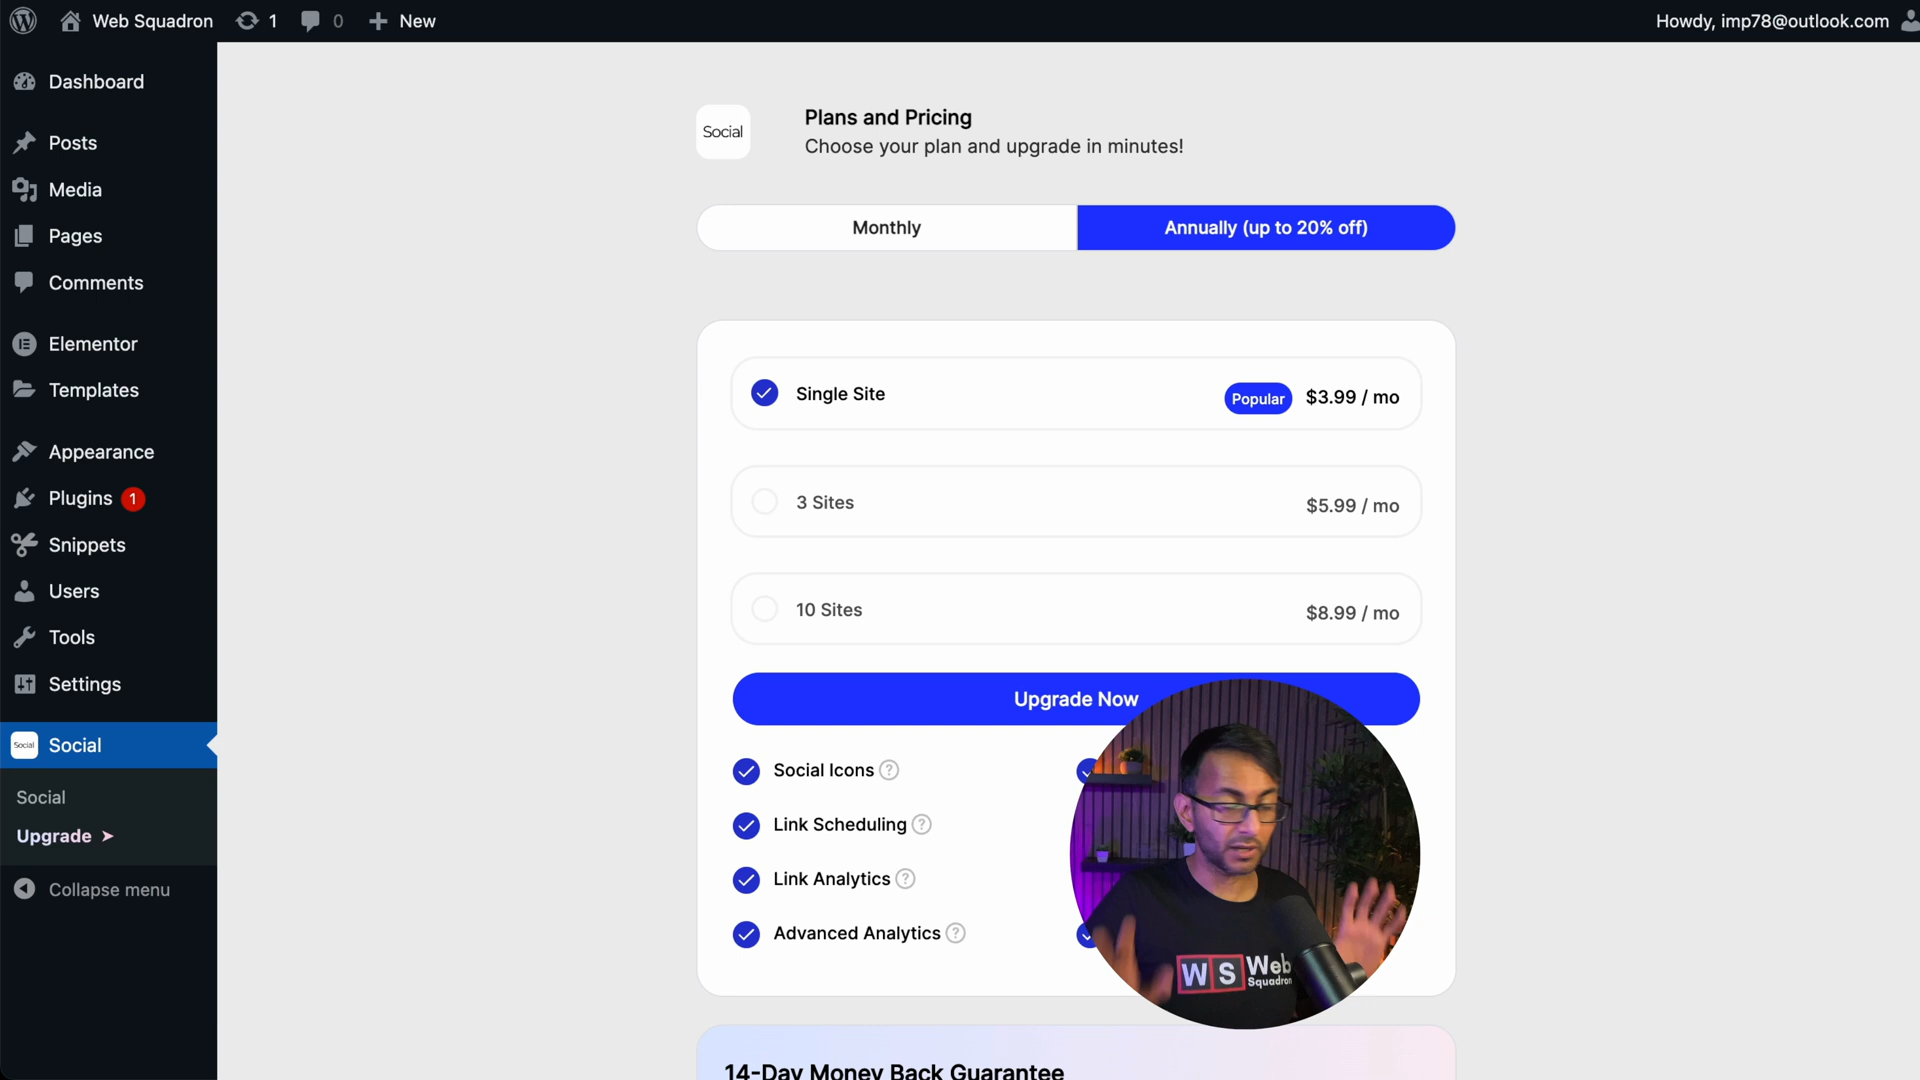 Web Squadron
1
0
New
Howdy, imp78@outlook.com
Dashboard
Posts
Media
Pages
Comments
Elementor
Templates
Appearance
Plugins 1
Snippets
Users
Tools
Settings
Social
Social
Social
Upgrade ➤
Collapse menu
Social
Plans and Pricing
Choose your plan and upgrade in minutes!
Monthly
Annually (up to 20% off)
Single Site
Popular
$3.99 / mo
3 Sites
$5.99 / mo
10 Sites
$8.99 / mo
Upgrade Now
Social Icons ?
Link Scheduling ?
Link Analytics ?
Advanced Analytics ?
WS Web
Squadron
14-Day Money Back Guarantee